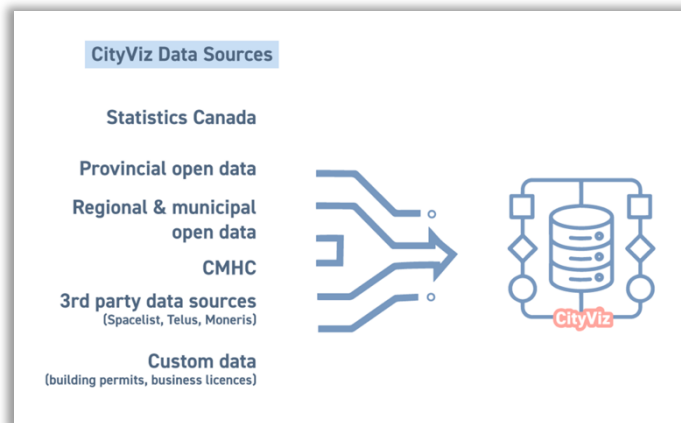 CityViz Data Sources
Statistics Canada
Provincial open data
Regional & municipal
open data
CMHC
3rd party data sources
(Spacelist, Telus, Moneris)
Custom data
(building permits, business licences)
CityViz